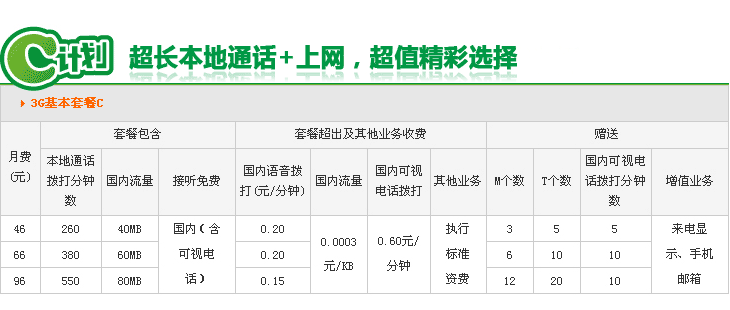 C计划
超长本地通话+上网，超值精彩选择
3G基本套餐C
月费(元) 套餐包含 套餐超出及其他业务收费 赠送
本地通话拨打分钟数 国内流量 接听免费 国内语音拨打(元/分钟) 国内流量 国内可视电话拨打 其他业务 M个数 T个数 国内可视电话拨打分钟数 增值业务
46 260 40MB 国内(含可视电话) 0.20 0.0003元/KB 0.60元/分钟 执行标准资费 3 5 5 来电显示、手机邮箱
66 380 60MB 0.20 6 10 10
96 550 80MB 0.15 12 20 10